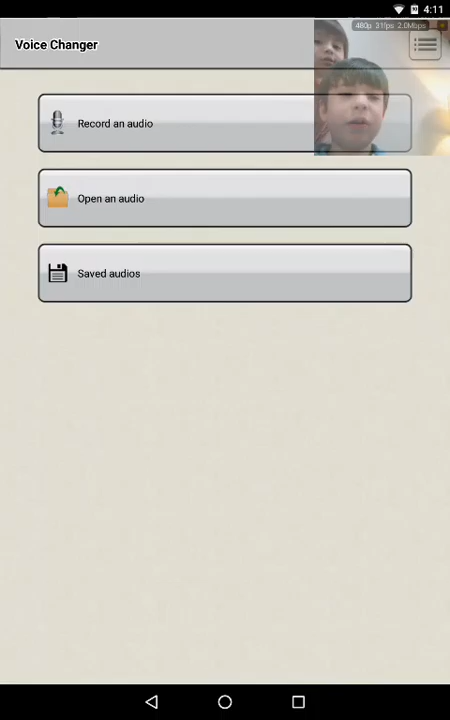 4:11
480p 31fps 2.0Mbps
Voice Changer
Record an audio
Open an audio
Saved audios